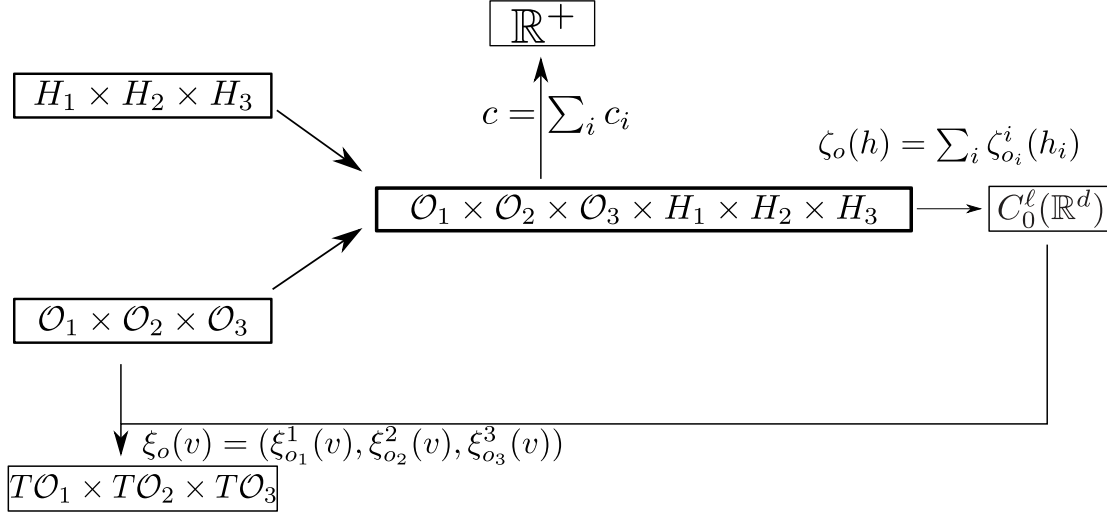 ℝ⁺
H₁ × H₂ × H₃
c = ∑ᵢ cᵢ
ζₒ(h) = ∑ᵢ ζⁱₒᵢ(hᵢ)
𝒪₁ × 𝒪₂ × 𝒪₃ × H₁ × H₂ × H₃
C₀^ℓ(ℝᵈ)
𝒪₁ × 𝒪₂ × 𝒪₃
ξₒ(v) = (ξ¹ₒ₁(v), ξ²ₒ₂(v), ξ³ₒ₃(v))
T𝒪₁ × T𝒪₂ × T𝒪₃